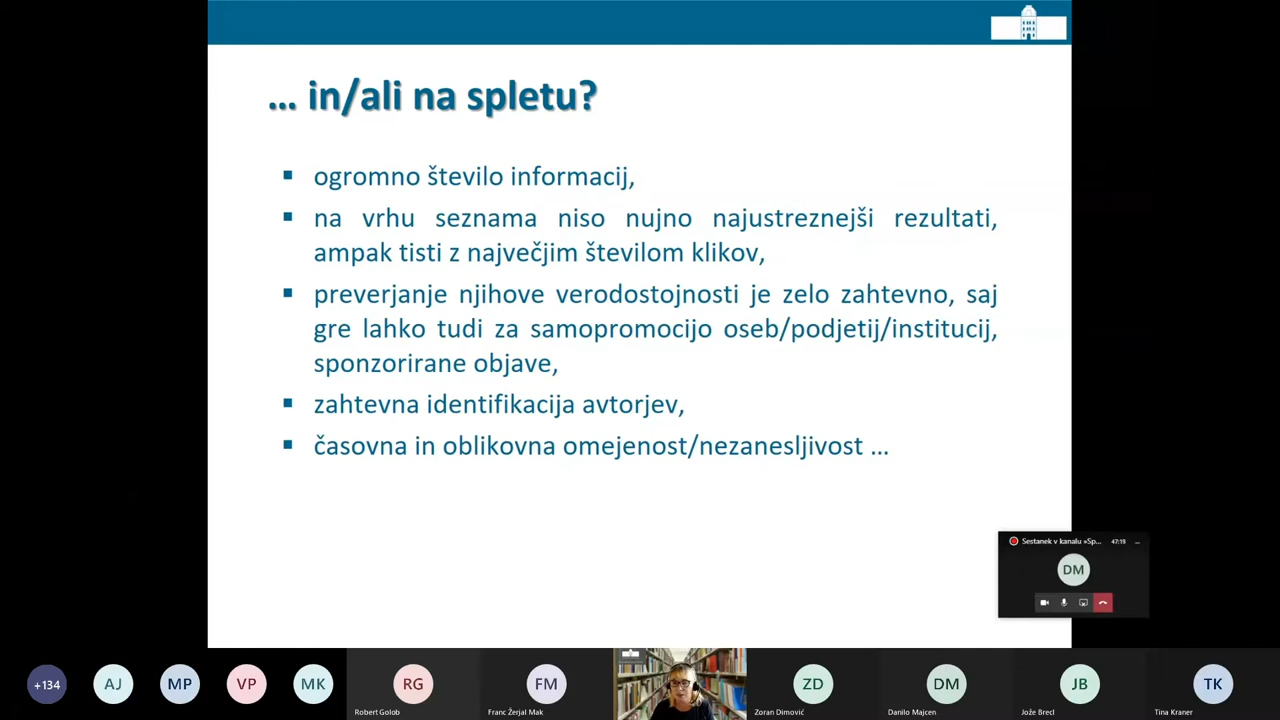 … in/ali na spletu?
▪ ogromno število informacij,
▪ na vrhu seznama niso nujno najustreznejši rezultati,
ampak tisti z največjim številom klikov,
▪ preverjanje njihove verodostojnosti je zelo zahtevno, saj
gre lahko tudi za samopromocijo oseb/podjetij/institucij,
sponzorirane objave,
▪ zahtevna identifikacija avtorjev,
▪ časovna in oblikovna omejenost/nezanesljivost …
Sestanek v kanalu »Sp... 47:19
DM
+134 AJ MP VP MK RG FM ZD DM JB TK
Robert Golob Franc Žerjal Mak Zoran Dimović Danilo Majcen Jože Brecl Tina Kraner